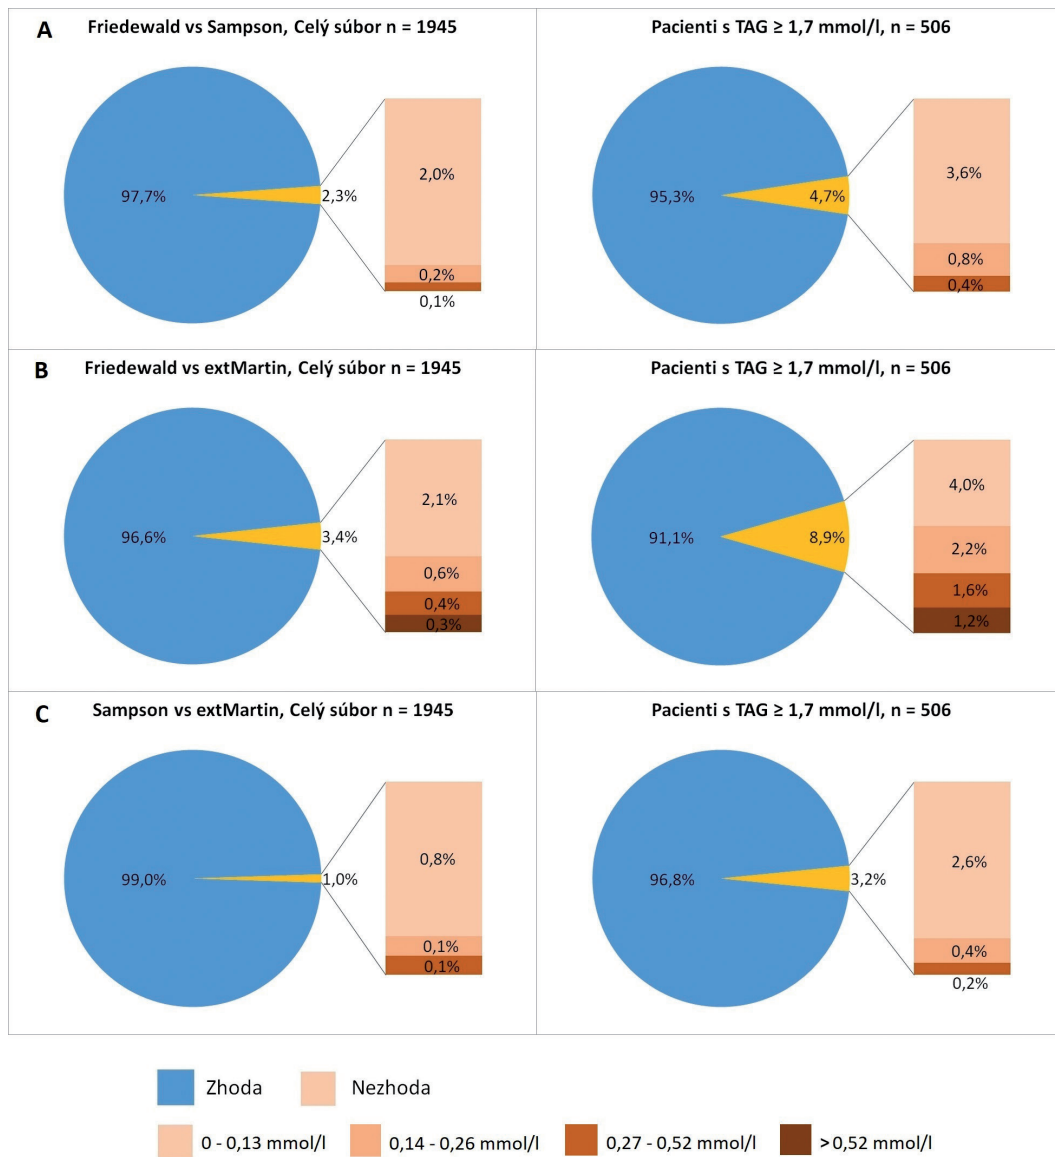 A
Friedewald vs Sampson, Celý súbor n = 1945
97,7%
2,3%
2,0%
0,2%
0,1%
Pacienti s TAG ≥ 1,7 mmol/l, n = 506
95,3%
4,7%
3,6%
0,8%
0,4%
B
Friedewald vs extMartin, Celý súbor n = 1945
96,6%
3,4%
2,1%
0,6%
0,4%
0,3%
Pacienti s TAG ≥ 1,7 mmol/l, n = 506
91,1%
8,9%
4,0%
2,2%
1,6%
1,2%
C
Sampson vs extMartin, Celý súbor n = 1945
99,0%
1,0%
0,8%
0,1%
0,1%
Pacienti s TAG ≥ 1,7 mmol/l, n = 506
96,8%
3,2%
2,6%
0,4%
0,2%
Zhoda Nezhoda
0 - 0,13 mmol/l 0,14 - 0,26 mmol/l 0,27 - 0,52 mmol/l >0,52 mmol/l